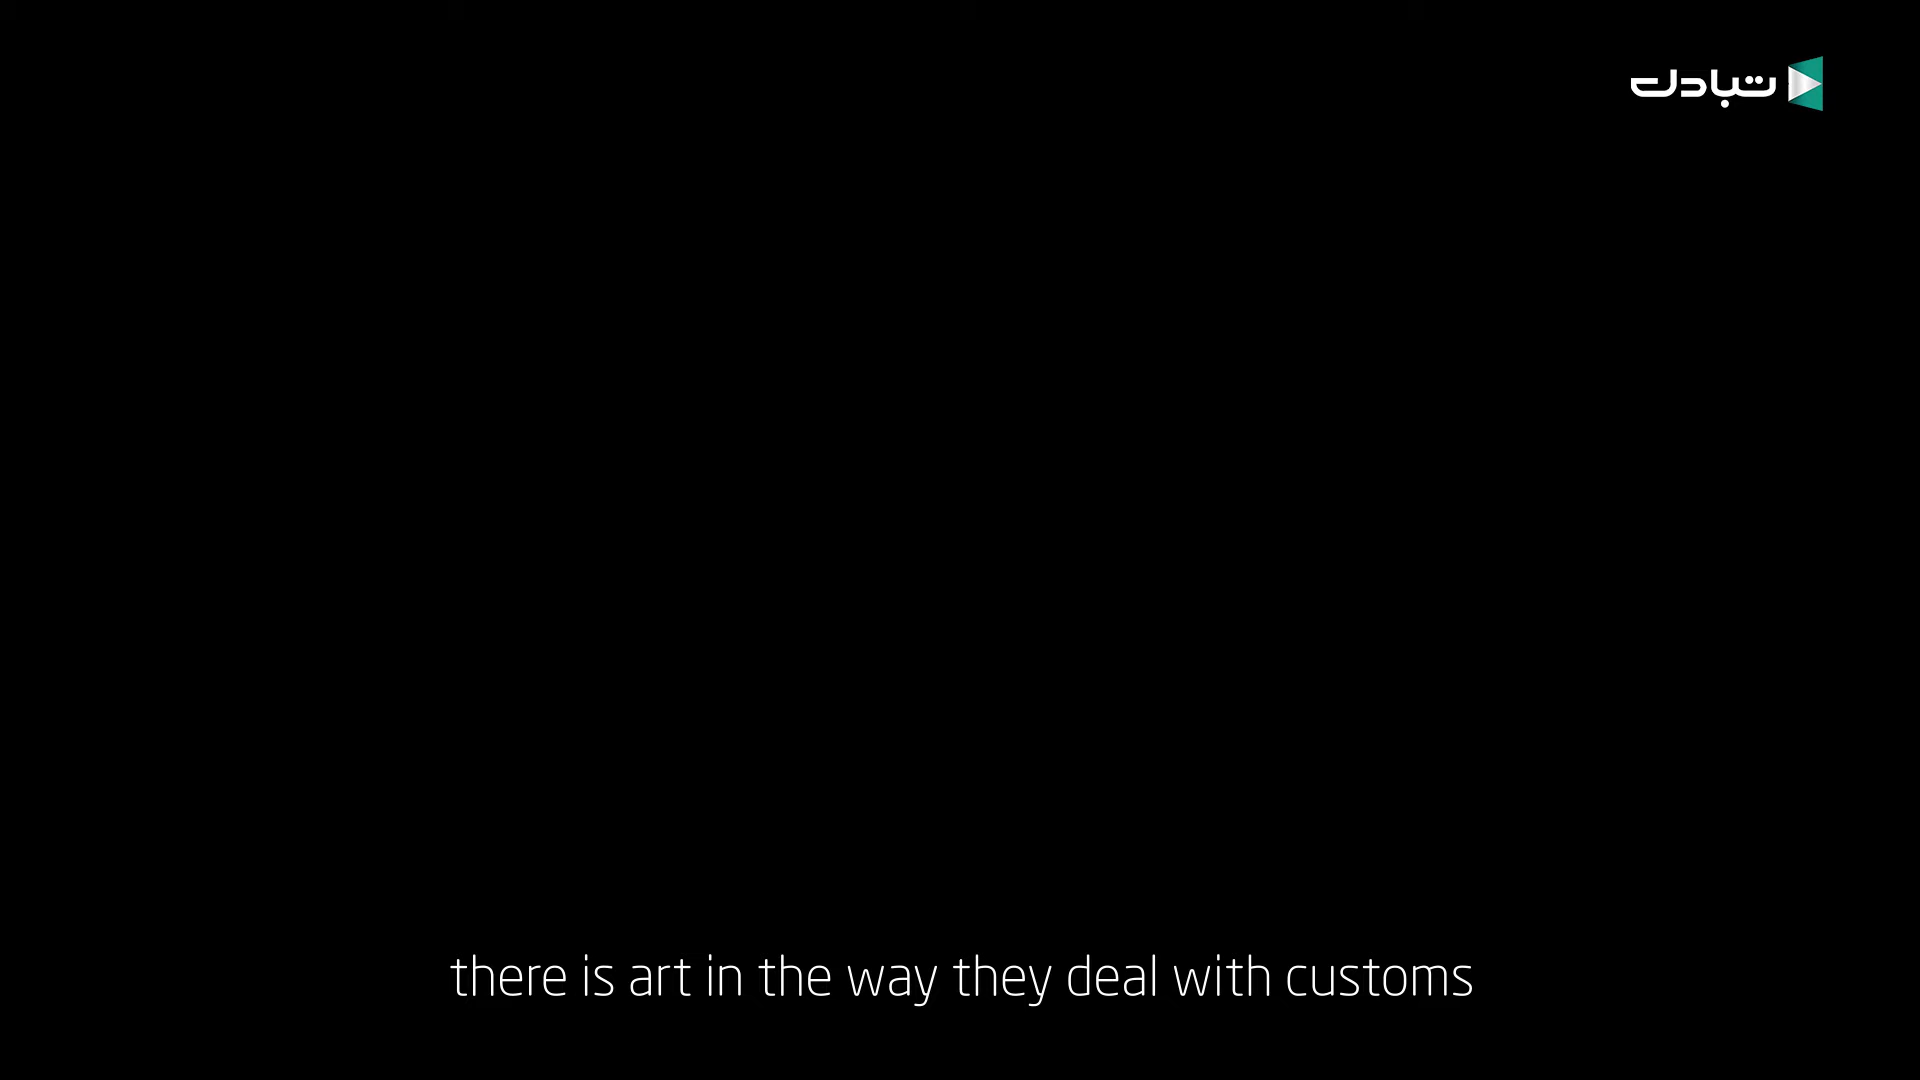 تبادل
there is art in the way they deal with customs